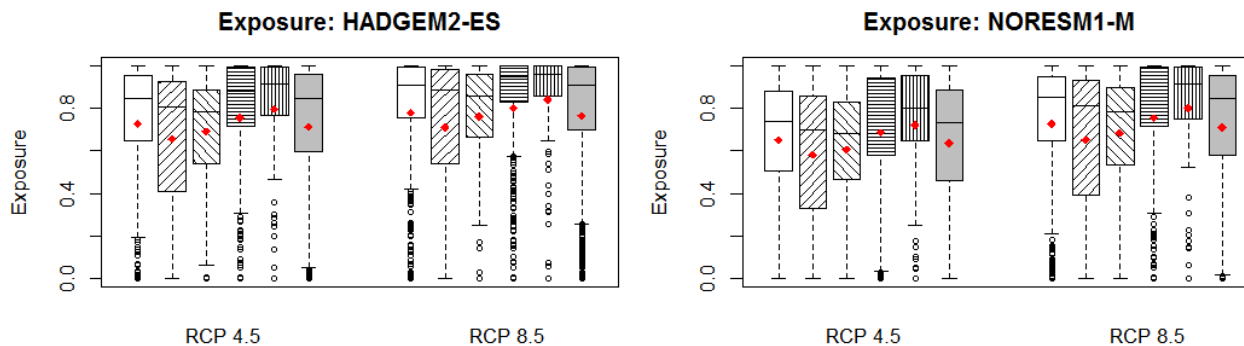 Exposure: HADGEM2-ES
Exposure
0.0
0.4
0.8
RCP 4.5
RCP 8.5
Exposure: NORESM1-M
Exposure
0.0
0.4
0.8
RCP 4.5
RCP 8.5